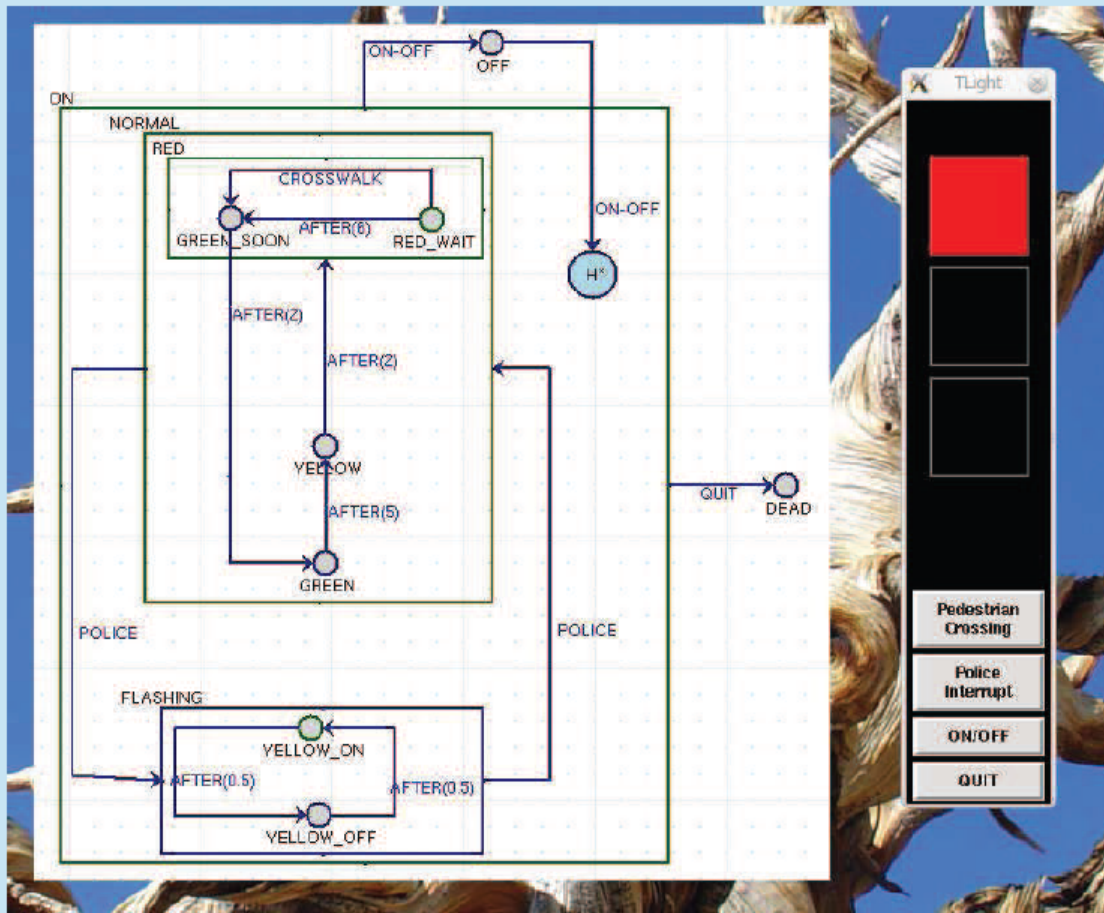 ON-OFF
OFF
ON
NORMAL
RED
CROSSWALK
AFTER(6)
GREEN_SOON
RED_WAIT
ON-OFF
H*
AFTER(2)
AFTER(2)
YELLOW
AFTER(5)
GREEN
QUIT
DEAD
POLICE
POLICE
FLASHING
YELLOW_ON
AFTER(0.5)
AFTER(0.5)
YELLOW_OFF
TLight
Pedestrian
Crossing
Police
Interrupt
ON/OFF
QUIT